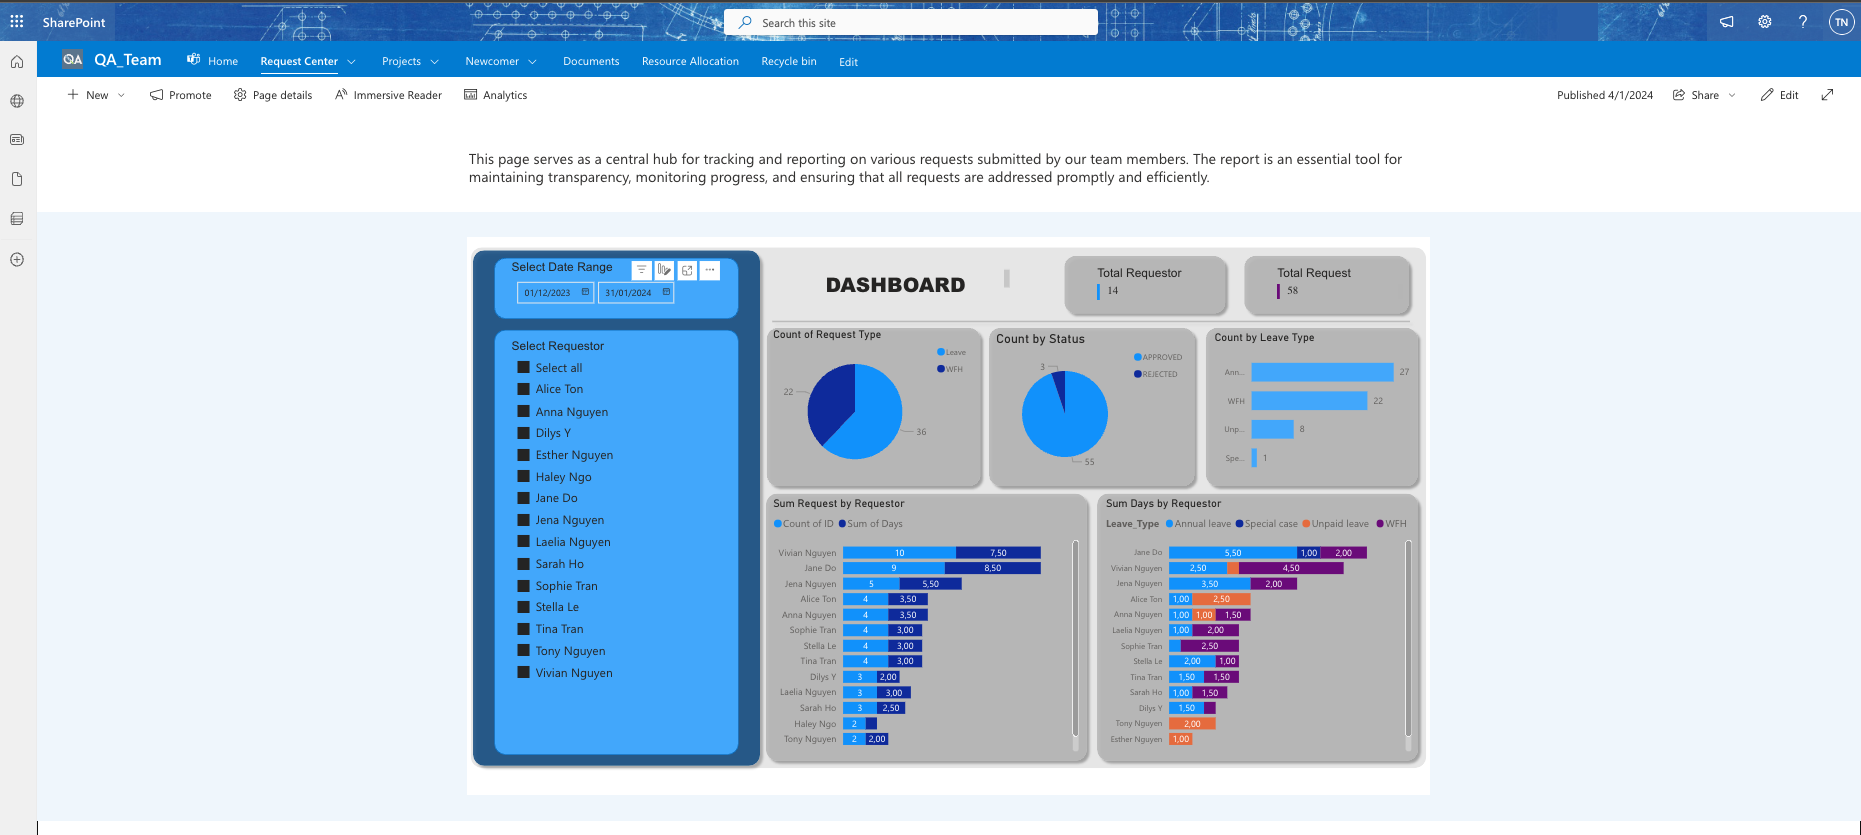 SharePoint
Search this site
TN
QA
QA_Team
Home
Request Center
Projects
Newcomer
Documents
Resource Allocation
Recycle bin
Edit
New
Promote
Page details
Immersive Reader
Analytics
Published 4/1/2024
Share
Edit
This page serves as a central hub for tracking and reporting on various requests submitted by our team members. The report is an essential tool for
maintaining transparency, monitoring progress, and ensuring that all requests are addressed promptly and efficiently.
Select Date Range
01/12/2023
31/01/2024
Select Requestor
Select all
Alice Ton
Anna Nguyen
Dilys Y
Esther Nguyen
Haley Ngo
Jane Do
Jena Nguyen
Laelia Nguyen
Sarah Ho
Sophie Tran
Stella Le
Tina Tran
Tony Nguyen
Vivian Nguyen
DASHBOARD
Total Requestor
14
Total Request
58
Count of Request Type
Leave
WFH
22
36
Count by Status
APPROVED
REJECTED
3
55
Count by Leave Type
Ann... 27
WFH 22
Unp... 8
Spe... 1
Sum Request by Requestor
Count of ID Sum of Days
Vivian Nguyen 10 7,50
Jane Do 9 8,50
Jena Nguyen 5 5,50
Alice Ton 4 3,50
Anna Nguyen 4 3,50
Sophie Tran 4 3,00
Stella Le 4 3,00
Tina Tran 4 3,00
Dilys Y 3 2,00
Laelia Nguyen 3 3,00
Sarah Ho 3 2,50
Haley Ngo 2
Tony Nguyen 2 2,00
Sum Days by Requestor
Leave_Type Annual leave Special case Unpaid leave WFH
Jane Do 5,50 1,00 2,00
Vivian Nguyen 2,50 4,50
Jena Nguyen 3,50 2,00
Alice Ton 1,00 2,50
Anna Nguyen 1,00 1,00 1,50
Laelia Nguyen 1,00 2,00
Sophie Tran 2,50
Stella Le 2,00 1,00
Tina Tran 1,50 1,50
Sarah Ho 1,00 1,50
Dilys Y 1,50
Tony Nguyen 2,00
Esther Nguyen 1,00